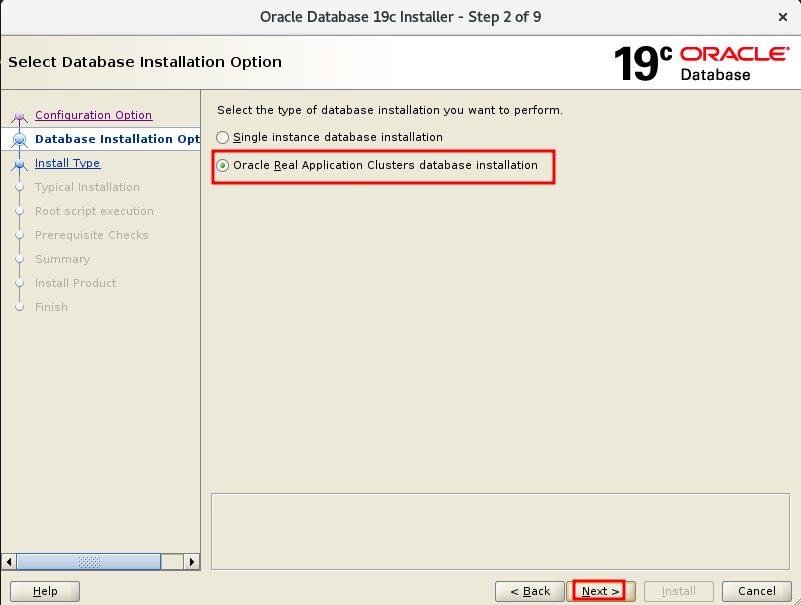 Oracle Database 19c Installer - Step 2 of 9
Select Database Installation Option
19c ORACLE
Database
Configuration Option
Database Installation Opt
Install Type
Typical Installation
Root script execution
Prerequisite Checks
Summary
Install Product
Finish
Select the type of database installation you want to perform.
Single instance database installation
Oracle Real Application Clusters database installation
Help
< Back
Next >
Install
Cancel